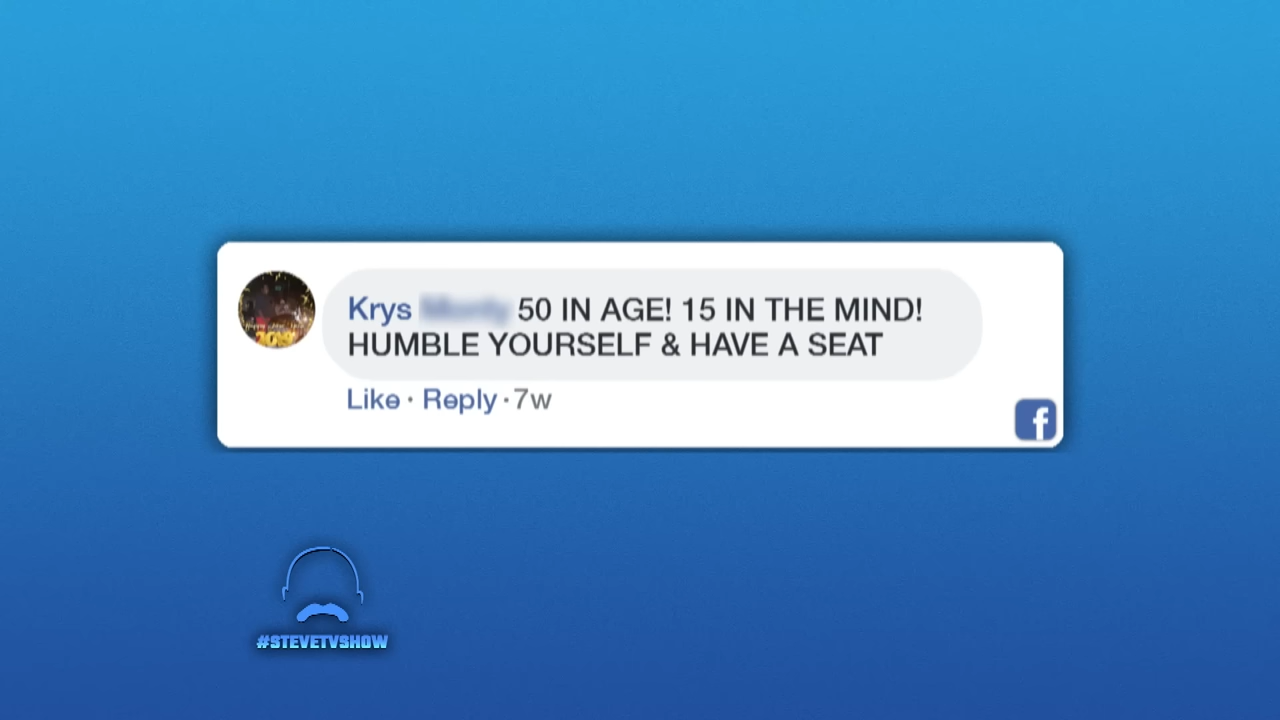 Krys 50 IN AGE! 15 IN THE MIND!
HUMBLE YOURSELF & HAVE A SEAT
Like · Reply · 7w
f
#STEVETVSHOW